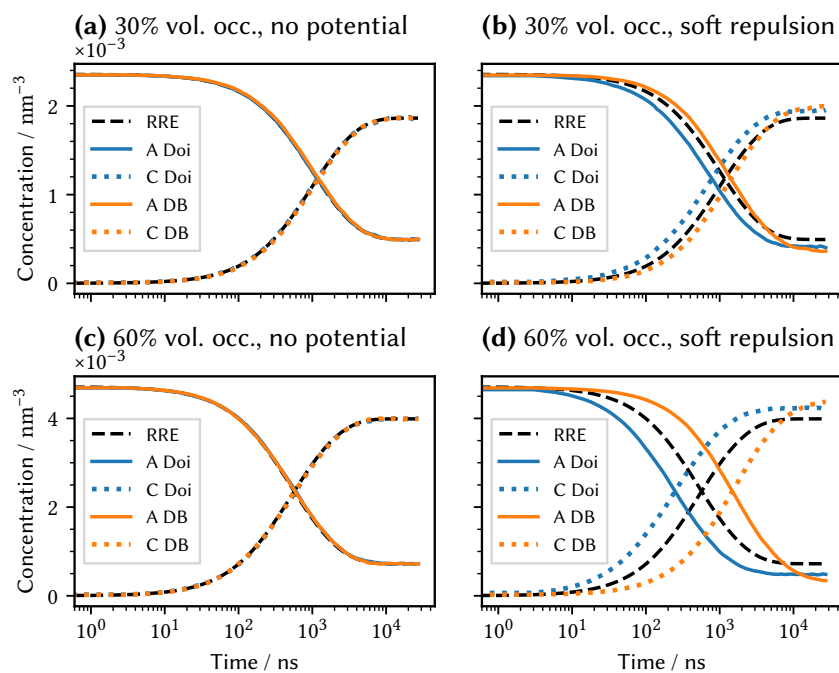 (a) 30% vol. occ., no potential
×10⁻³
Concentration / nm⁻³
2
1
0
RRE
A Doi
C Doi
A DB
C DB
(b) 30% vol. occ., soft repulsion
RRE
A Doi
C Doi
A DB
C DB
(c) 60% vol. occ., no potential
×10⁻³
Concentration / nm⁻³
4
2
0
RRE
A Doi
C Doi
A DB
C DB
10⁰ 10¹ 10² 10³ 10⁴
Time / ns
(d) 60% vol. occ., soft repulsion
RRE
A Doi
C Doi
A DB
C DB
10⁰ 10¹ 10² 10³ 10⁴
Time / ns